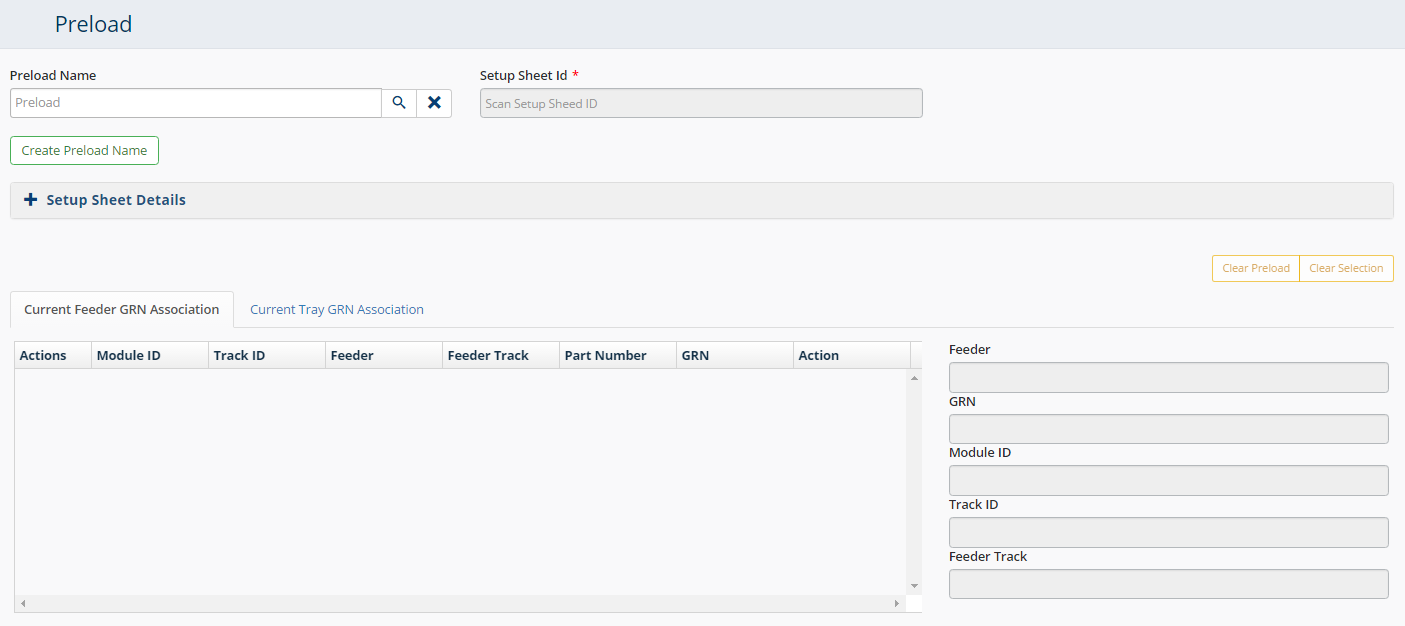 Preload
Preload Name
Setup Sheet Id *
Preload
Scan Setup Sheed ID
Create Preload Name
Setup Sheet Details
Clear Preload
Clear Selection
Current Feeder GRN Association
Current Tray GRN Association
Actions Module ID Track ID Feeder Feeder Track Part Number GRN Action
Feeder
GRN
Module ID
Track ID
Feeder Track